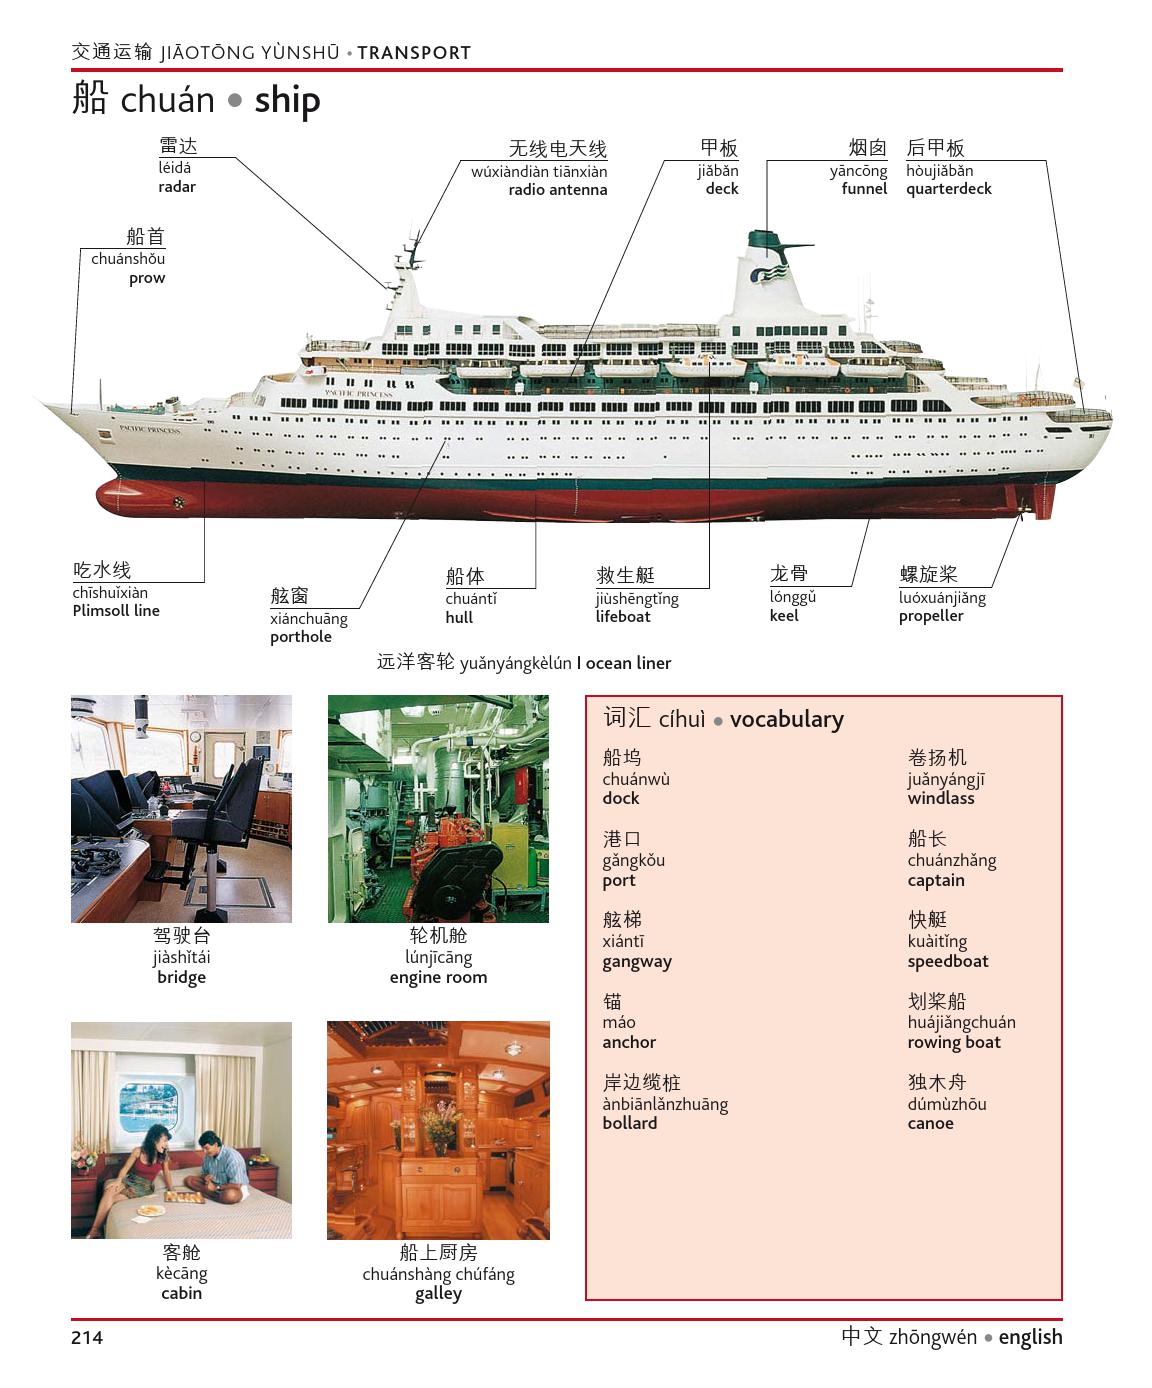 交通运输 JIĀOTŌNG YÙNSHŪ • TRANSPORT
船 chuán • ship
雷达
léidá
radar
无线电天线
wúxiàndiàn tiānxiàn
radio antenna
甲板
jiǎbǎn
deck
烟囱
yāncōng
funnel
后甲板
hòujiǎbǎn
quarterdeck
船首
chuánshǒu
prow
PACIFIC PRINCESS
PACIFIC PRINCESS
吃水线
chīshuǐxiàn
Plimsoll line
舷窗
xiánchuāng
porthole
船体
chuántǐ
hull
救生艇
jiùshēngtǐng
lifeboat
龙骨
lónggǔ
keel
螺旋桨
luóxuánjiǎng
propeller
远洋客轮 yuǎnyángkèlún I ocean liner
驾驶台
jiàshǐtái
bridge
轮机舱
lúnjīcāng
engine room
客舱
kècāng
cabin
船上厨房
chuánshàng chúfáng
galley
词汇 cíhuì • vocabulary
船坞
chuánwù
dock
港口
gǎngkǒu
port
舷梯
xiántī
gangway
锚
máo
anchor
岸边缆桩
ànbiānlǎnzhuāng
bollard
卷扬机
juǎnyángjī
windlass
船长
chuánzhǎng
captain
快艇
kuàitǐng
speedboat
划桨船
huájiǎngchuán
rowing boat
独木舟
dúmùzhōu
canoe
214
中文 zhōngwén • english